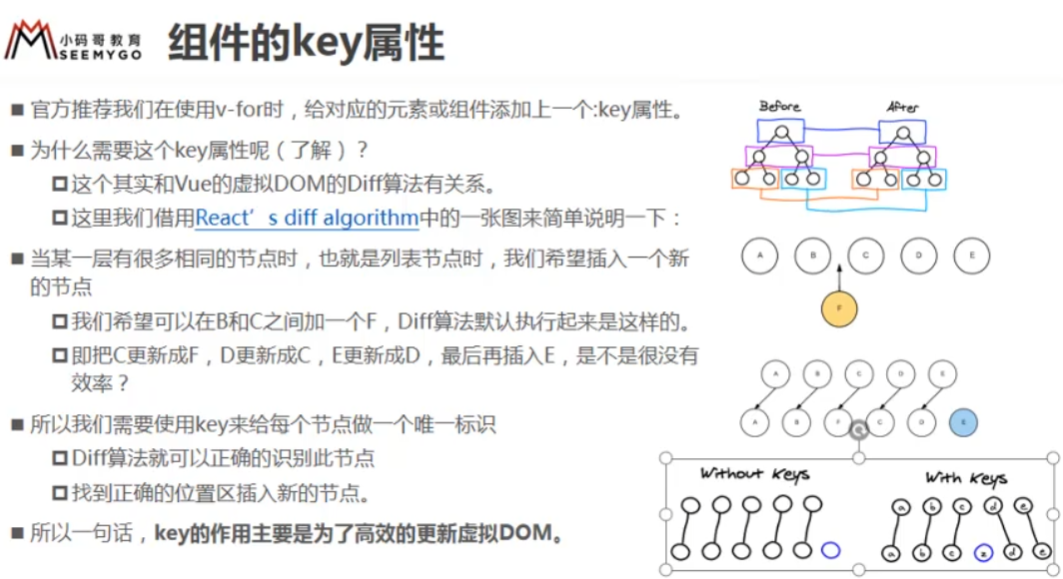 小码哥教育
SEEMYGO
组件的key属性
■ 官方推荐我们在使用v-for时，给对应的元素或组件添加上一个:key属性。
■ 为什么需要这个key属性呢（了解）？
这个其实和Vue的虚拟DOM的Diff算法有关系。
这里我们借用React's diff algorithm中的一张图来简单说明一下：
■ 当某一层有很多相同的节点时，也就是列表节点时，我们希望插入一个新
的节点
我们希望可以在B和C之间加一个F，Diff算法默认执行起来是这样的。
即把C更新成F，D更新成C，E更新成D，最后再插入E，是不是很没有
效率？
■ 所以我们需要使用key来给每个节点做一个唯一标识
Diff算法就可以正确的识别此节点
找到正确的位置区插入新的节点。
■ 所以一句话，key的作用主要是为了高效的更新虚拟DOM。
Before After
A B C D E
F
A B C D E
A B F C D E
Without Keys With Keys
a b c d e
a b c z d e